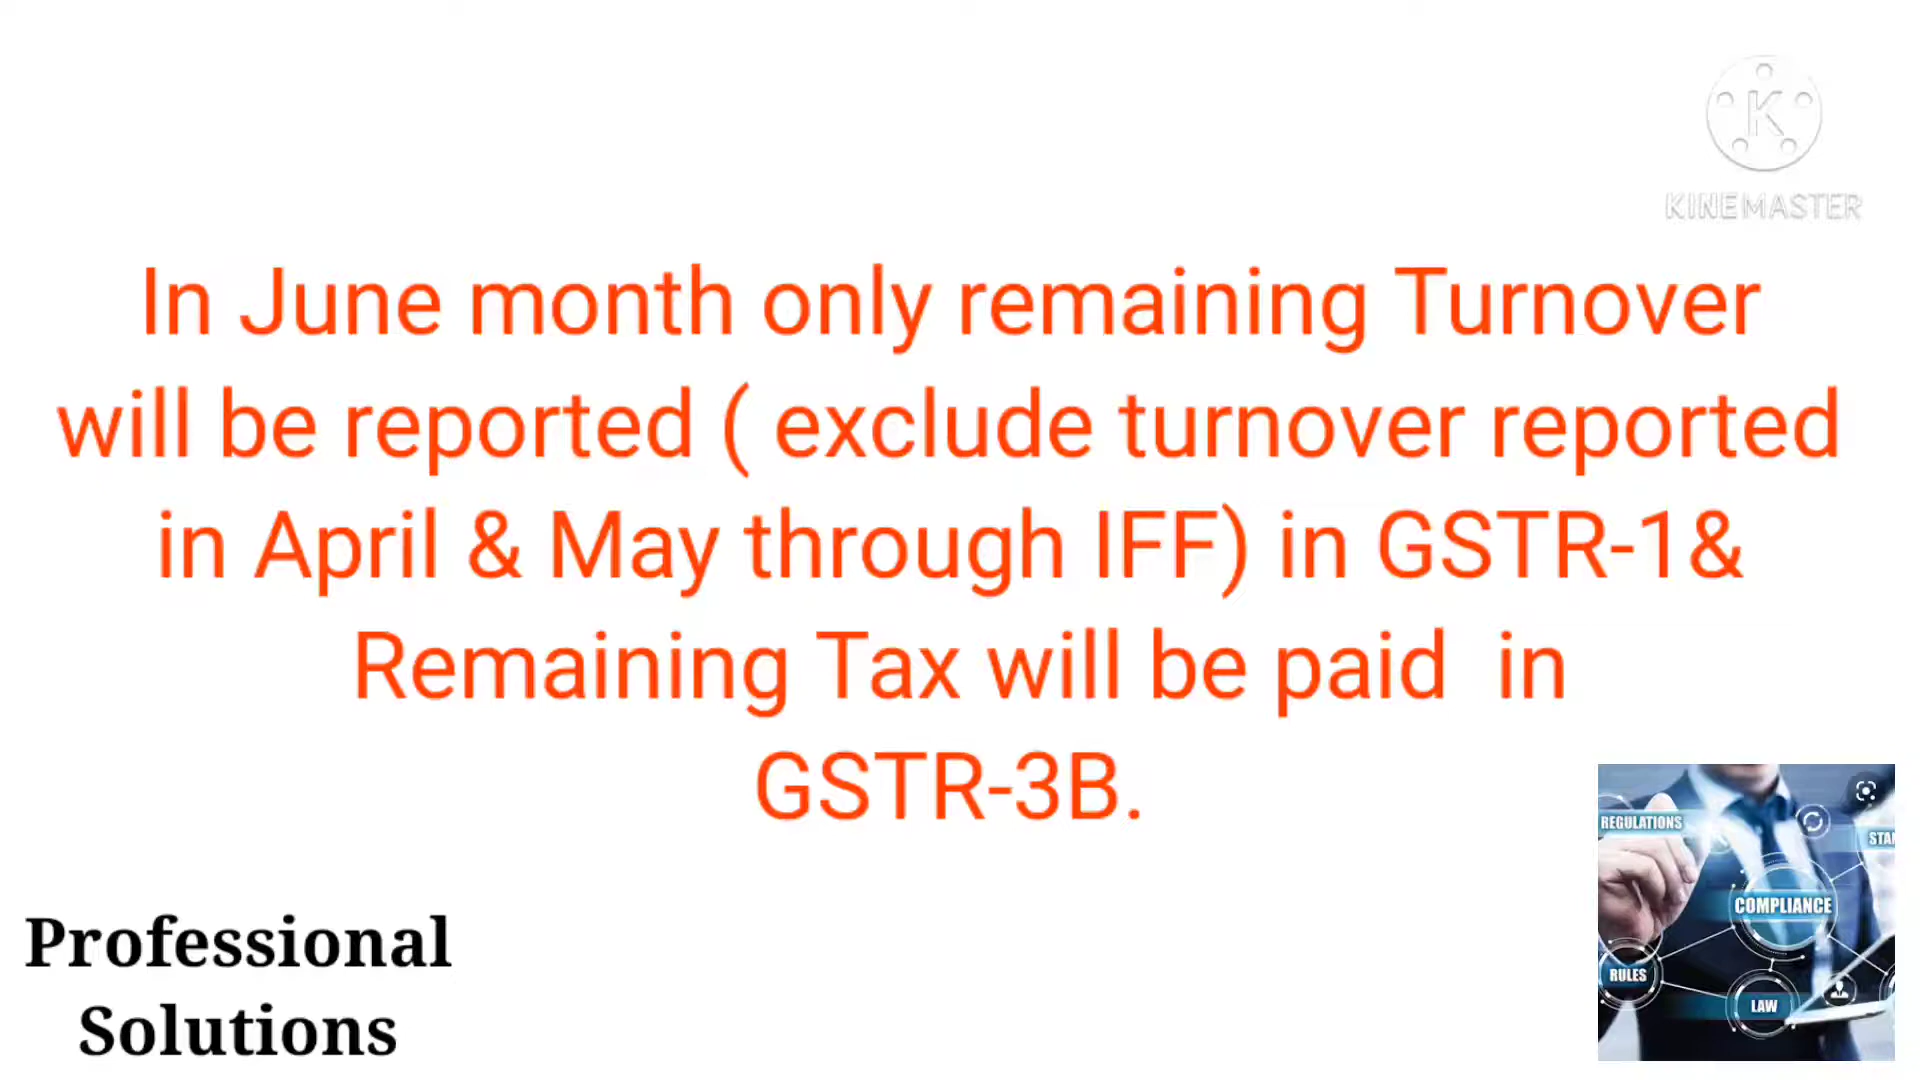 K
KINEMASTER
In June month only remaining Turnover
will be reported ( exclude turnover reported
in April & May through IFF) in GSTR-1&
Remaining Tax will be paid  in
GSTR-3B.
REGULATIONS
STAN
COMPLIANCE
RULES
LAW
Professional
Solutions